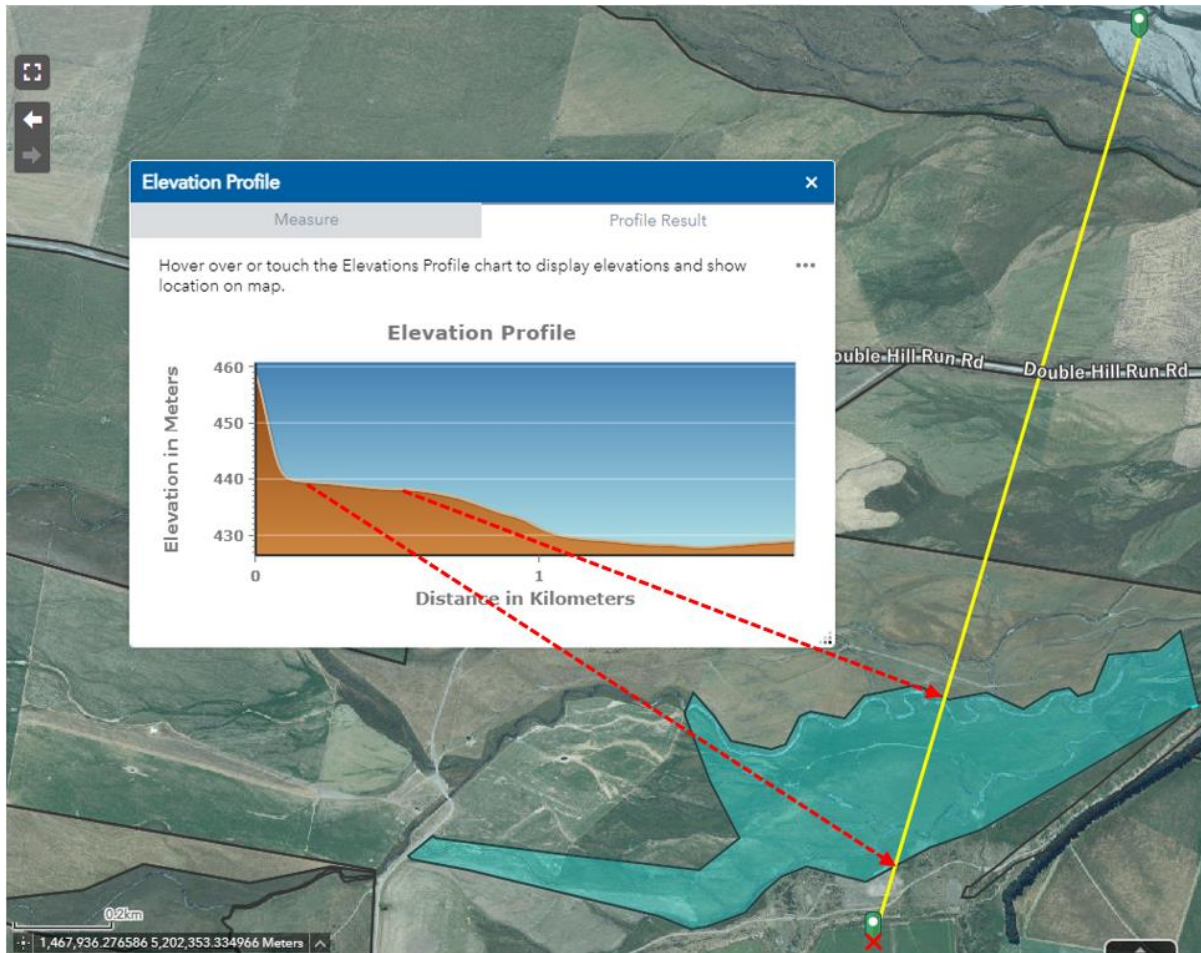 Elevation Profile
Measure
Profile Result
Hover over or touch the Elevations Profile chart to display elevations and show
location on map.
Elevation Profile
Elevation in Meters
460
450
440
430
0
1
Distance in Kilometers
ouble Hill Run Rd
Double Hill Run Rd
0.2km
1,467,936.276586 5,202,353.334966 Meters